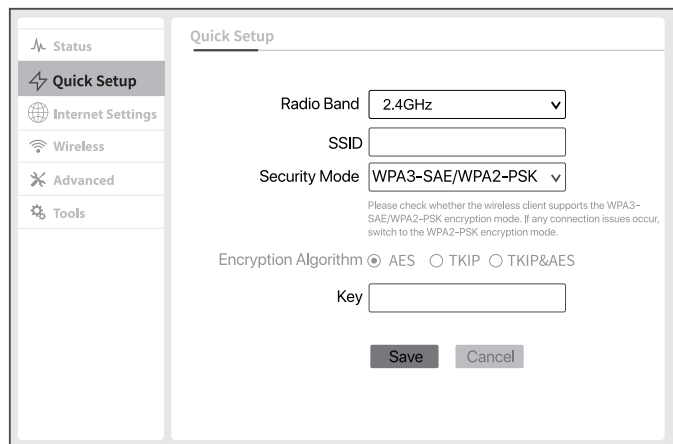 Status
Quick Setup
Internet Settings
Wireless
Advanced
Tools
Quick Setup
Radio Band 2.4GHz
SSID
Security Mode WPA3-SAE/WPA2-PSK
Please check whether the wireless client supports the WPA3-
SAE/WPA2-PSK encryption mode. If any connection issues occur,
switch to the WPA2-PSK encryption mode.
Encryption Algorithm AES TKIP TKIP&AES
Key
Save Cancel